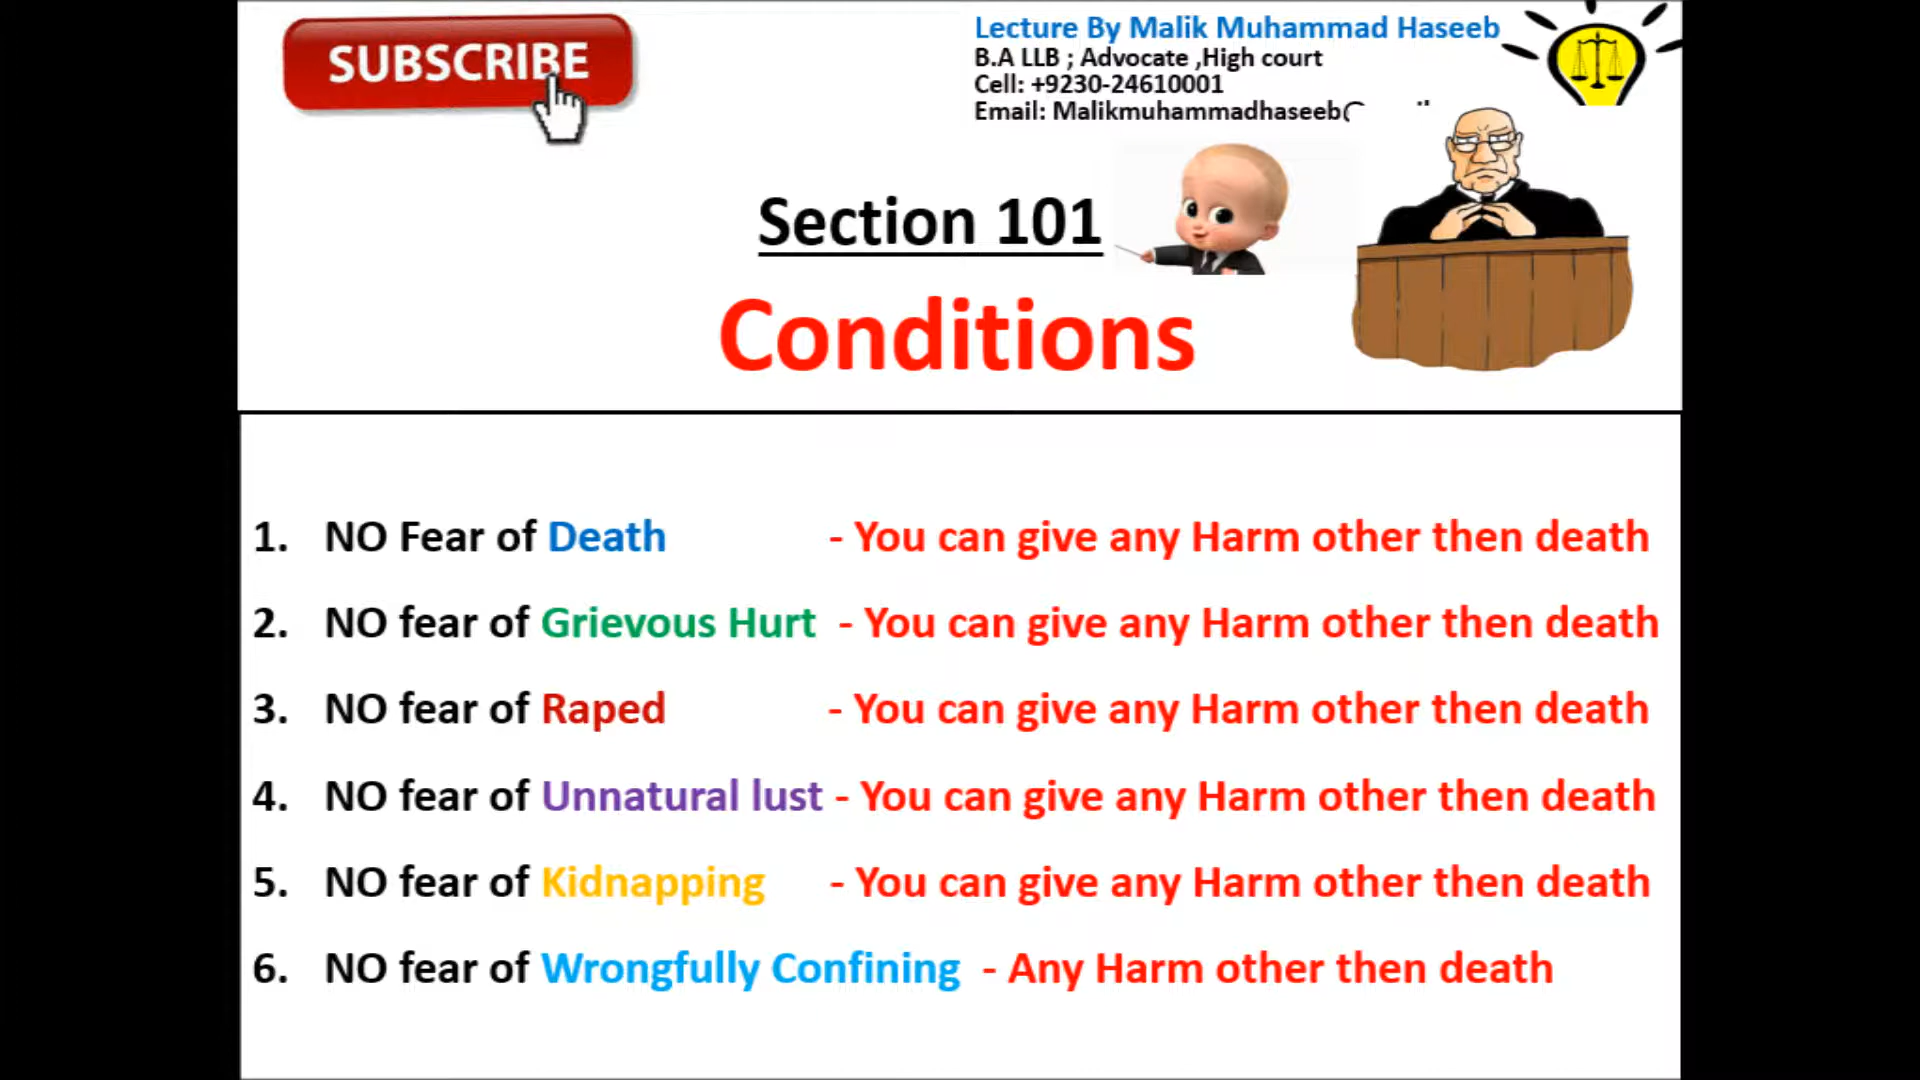 SUBSCRIBE
Lecture By Malik Muhammad Haseeb
B.A LLB ; Advocate ,High court
Cell: +9230-24610001
Email: Malikmuhammadhaseeb@
Section 101
Conditions
1. NO Fear of Death - You can give any Harm other then death
2. NO fear of Grievous Hurt - You can give any Harm other then death
3. NO fear of Raped - You can give any Harm other then death
4. NO fear of Unnatural lust - You can give any Harm other then death
5. NO fear of Kidnapping - You can give any Harm other then death
6. NO fear of Wrongfully Confining - Any Harm other then death